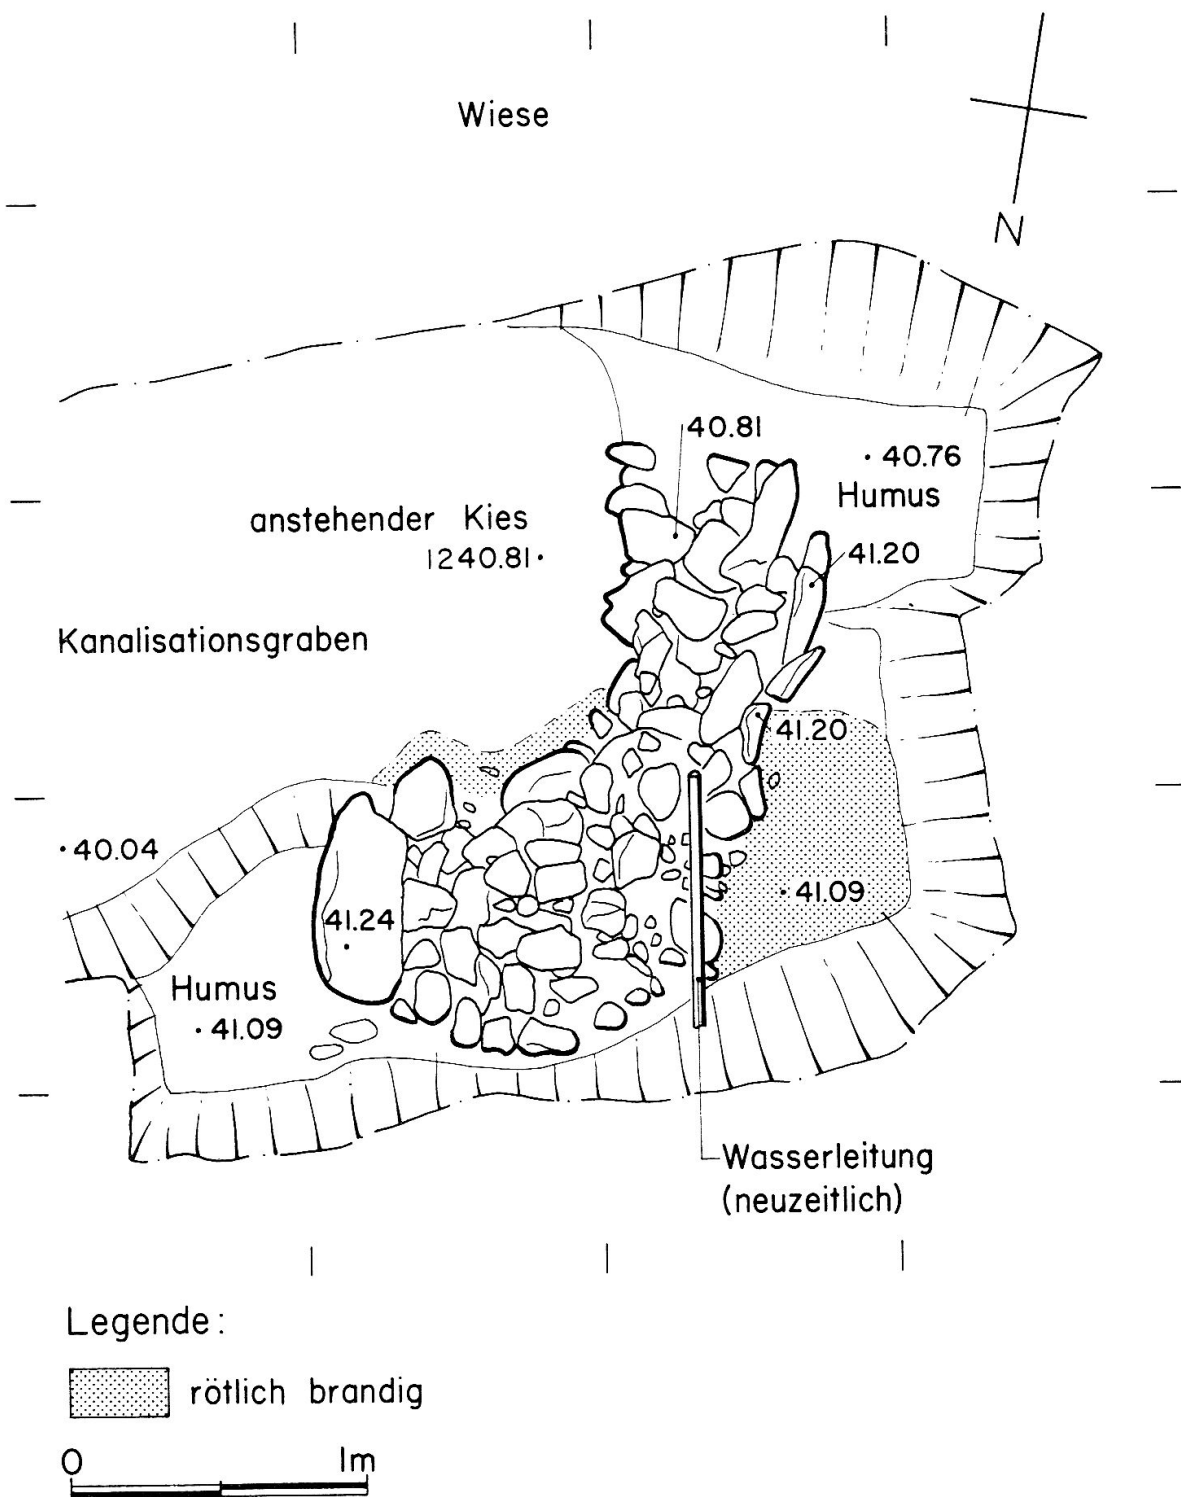 Wiese
N
40.81
40.76
Humus
anstehender Kies
1240.81
41.20
Kanalisationsgraben
41.20
40.04
41.09
41.24
Humus
41.09
Wasserleitung
(neuzeitlich)
Legende:
rötlich brandig
0 1m